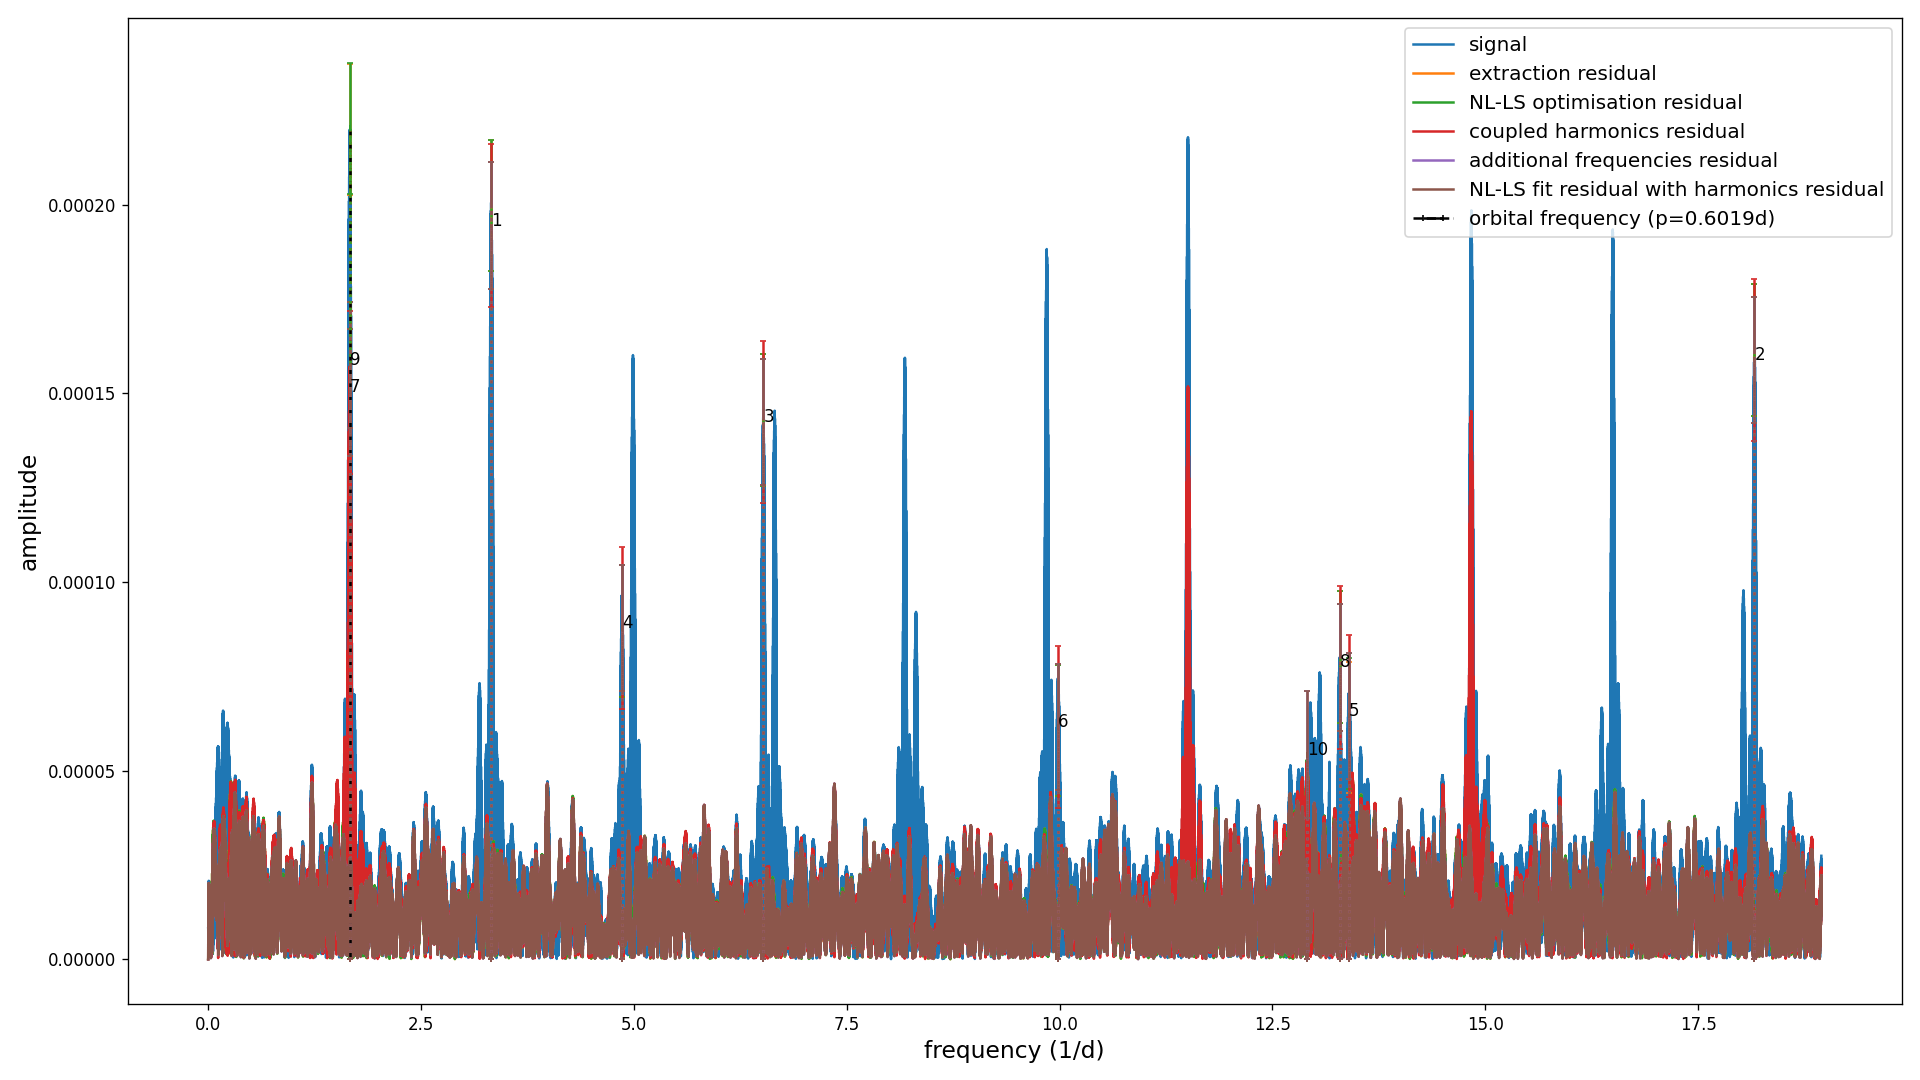 signal
extraction residual
NL-LS optimisation residual
coupled harmonics residual
additional frequencies residual
NL-LS fit residual with harmonics residual
orbital frequency (p=0.6019d)
amplitude
0.00020
0.00015
0.00010
0.00005
0.00000
1
9
7
2
3
4
8
5
6
10
0.0 2.5 5.0 7.5 10.0 12.5 15.0 17.5
frequency (1/d)